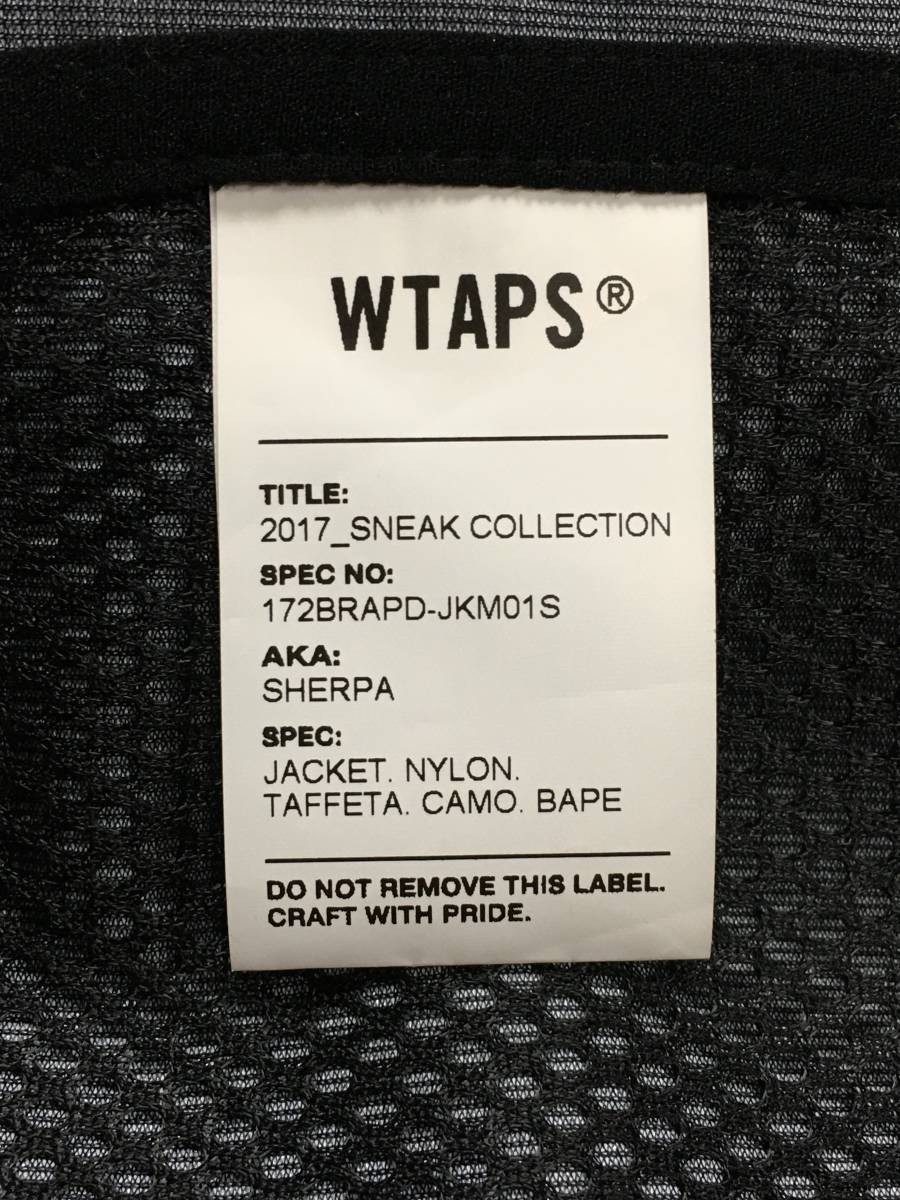 WTAPS®
TITLE:
2017_SNEAK COLLECTION
SPEC NO:
172BRAPD-JKM01S
AKA:
SHERPA
SPEC:
JACKET. NYLON.
TAFFETA. CAMO. BAPE
DO NOT REMOVE THIS LABEL.
CRAFT WITH PRIDE.